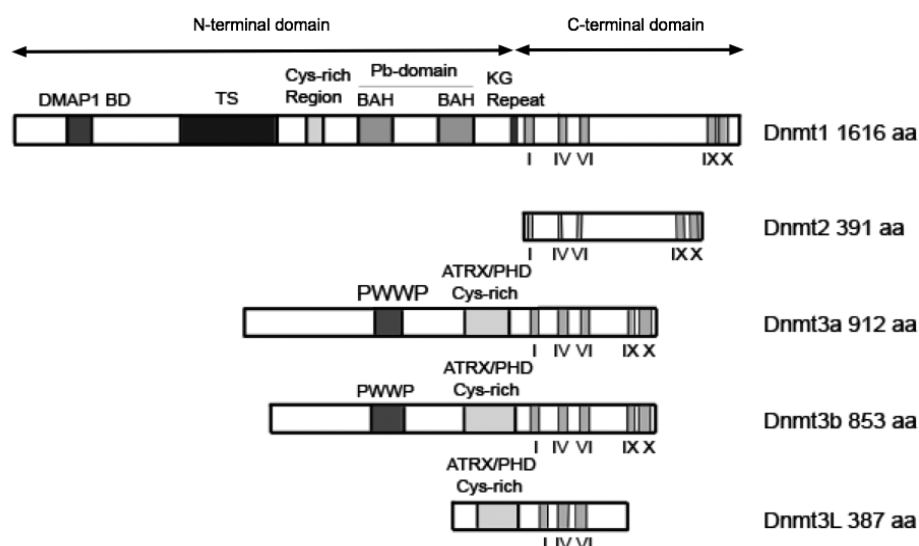 N-terminal domain C-terminal domain
Cys-rich Region Pb-domain KG Repeat
DMAP1 BD TS BAH BAH
Dnmt1 1616 aa
I IV VI IX X
Dnmt2 391 aa
I IV VI IX X
ATRX/PHD
PWWP Cys-rich
Dnmt3a 912 aa
I IV VI IX X
ATRX/PHD
PWWP Cys-rich
Dnmt3b 853 aa
I IV VI IX X
ATRX/PHD
Cys-rich
Dnmt3L 387 aa
I IV VI